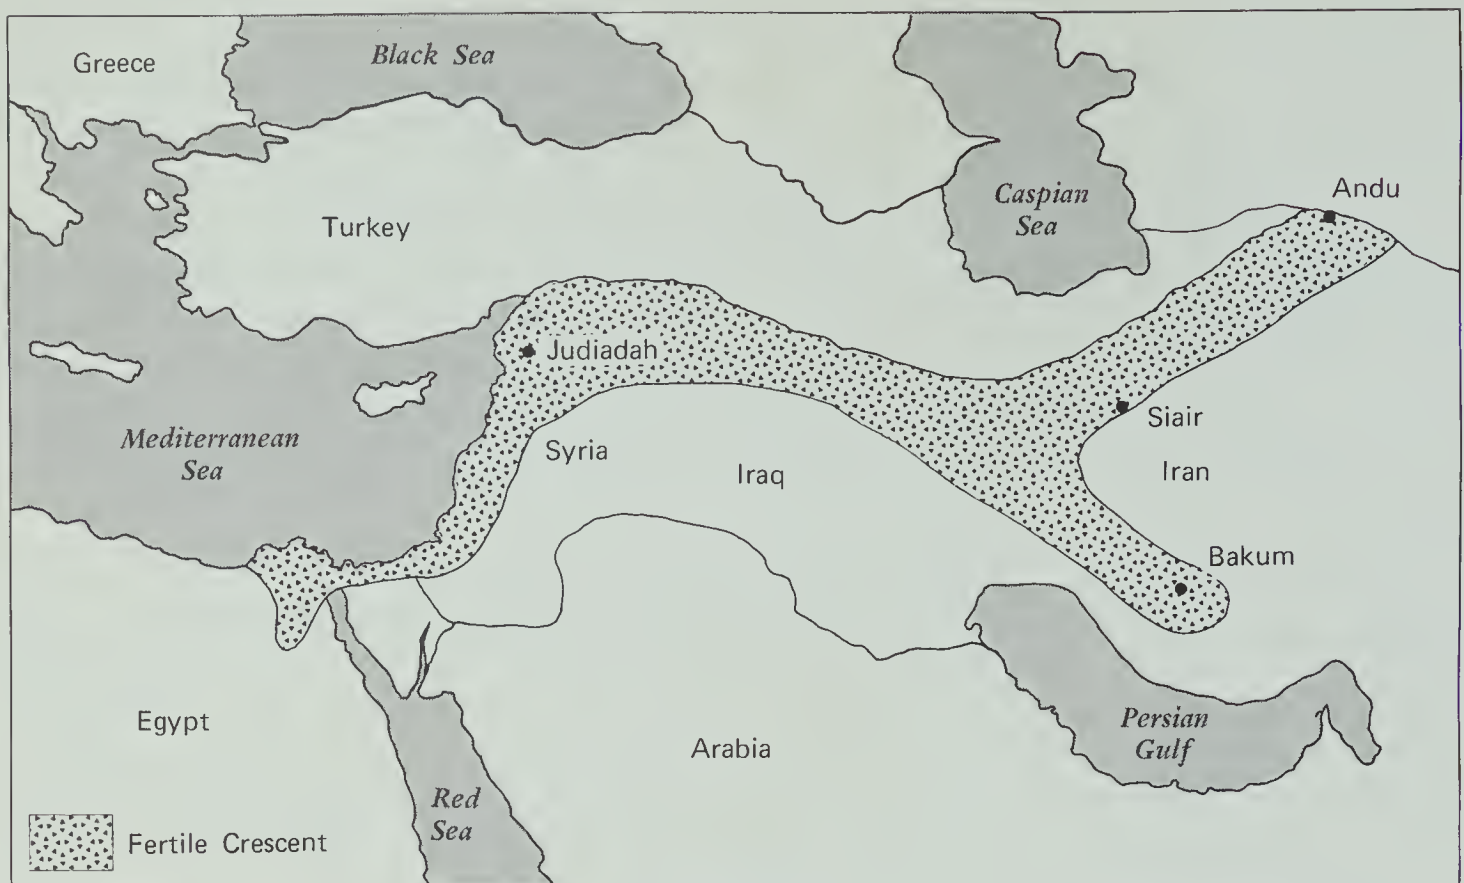 Greece
Black Sea
Andu
Caspian
Sea
Turkey
Judiadah
Siair
Mediterranean
Sea
Syria
Iraq
Iran
Bakum
Egypt
Arabia
Persian
Gulf
Red
Sea
Fertile Crescent